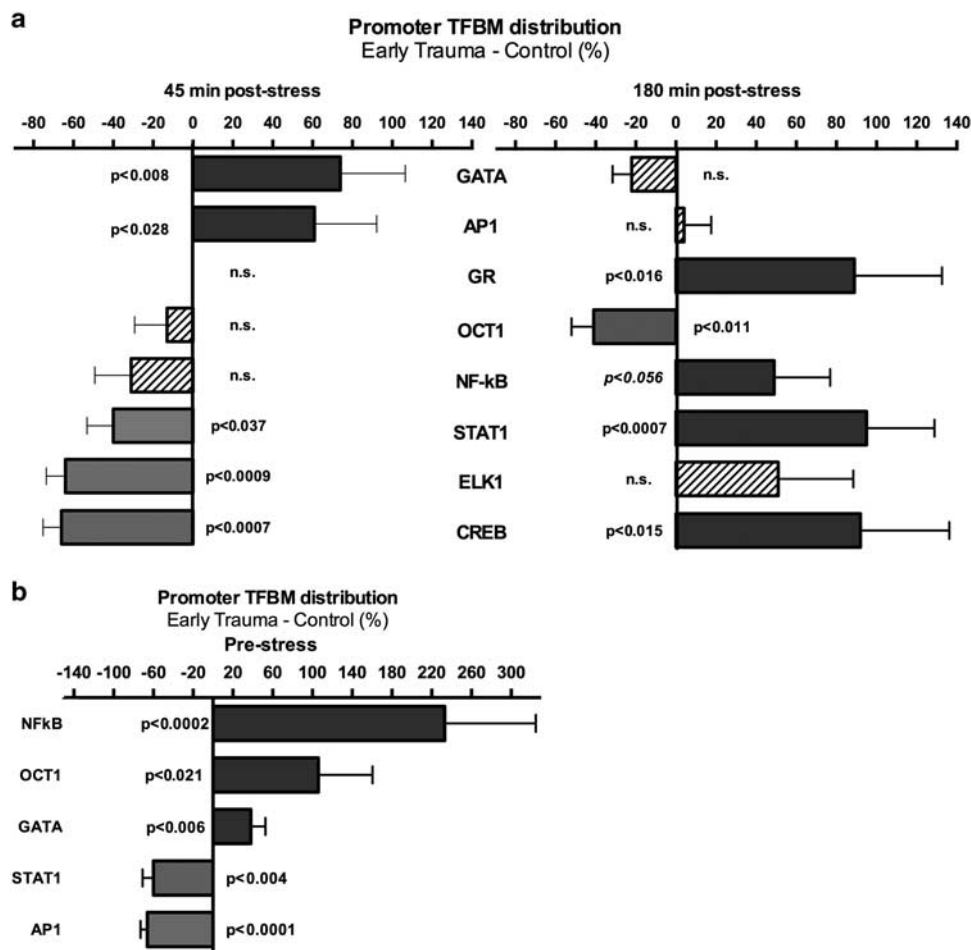 a
Promoter TFBM distribution
Early Trauma - Control (%)
45 min post-stress
180 min post-stress
-80 -60 -40 -20 0 20 40 60 80 100 120 140
-80 -60 -40 -20 0 20 40 60 80 100 120 140
p<0.008 GATA n.s.
p<0.028 AP1 n.s.
n.s. GR p<0.016
n.s. OCT1 p<0.011
n.s. NF-kB p<0.056
p<0.037 STAT1 p<0.0007
p<0.0009 ELK1 n.s.
p<0.0007 CREB p<0.015
b
Promoter TFBM distribution
Early Trauma - Control (%)
Pre-stress
-140 -100 -60 -20 20 60 100 140 180 220 260 300
NFkB p<0.0002
OCT1 p<0.021
GATA p<0.006
STAT1 p<0.004
AP1 p<0.0001